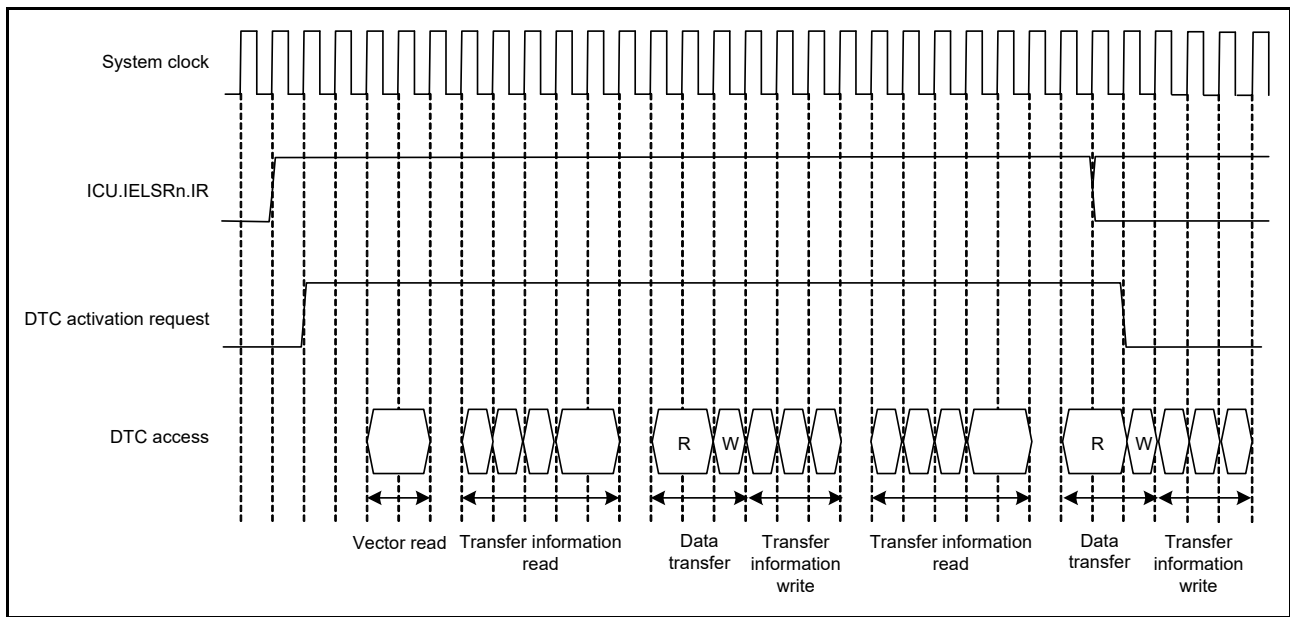 System clock
ICU.IELSRn.IR
DTC activation request
DTC access
R
W
R
W
Vector read
Transfer information
read
Data
transfer
Transfer
information
write
Transfer information
read
Data
transfer
Transfer
information
write